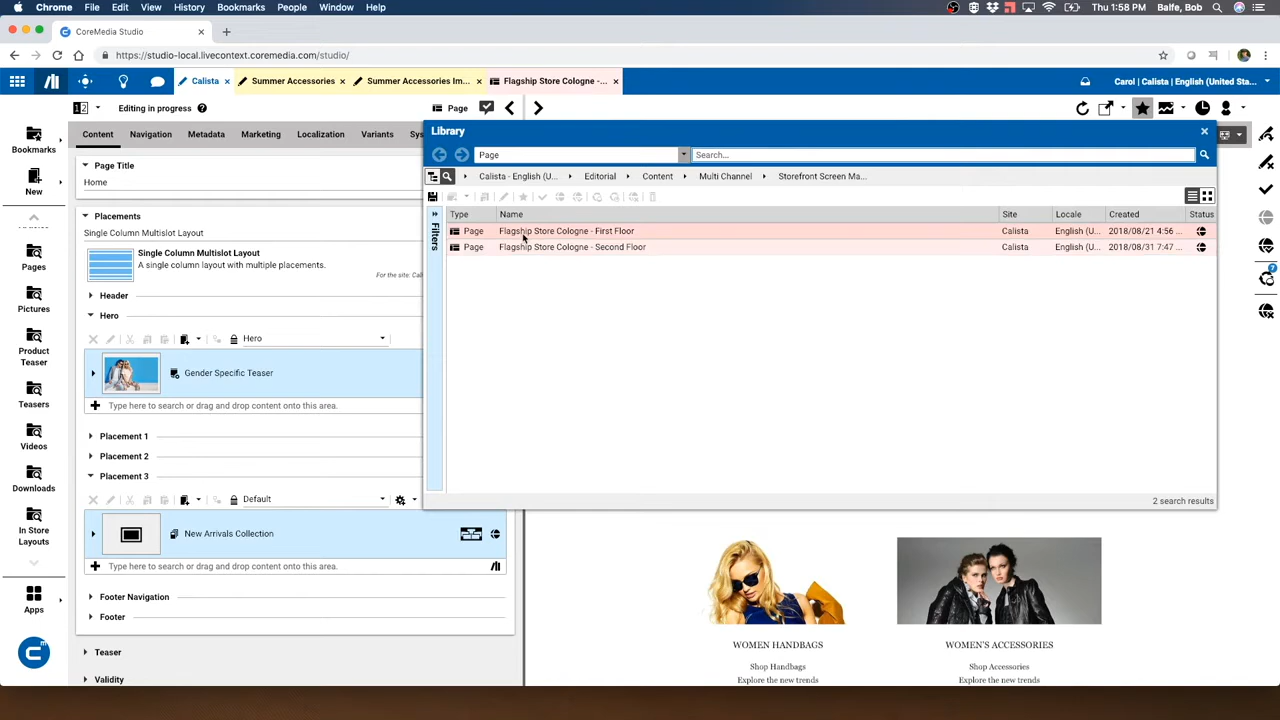 Chrome File Edit View History Bookmarks People Window Help
Thu 1:58 PM Balfe, Bob
CoreMedia Studio
https://studio-local.livecontext.coremedia.com/studio/
Calista
Summer Accessories
Summer Accessories Im...
Flagship Store Cologne -...
Carol | Calista | English (United Sta...
Editing in progress
Page
Content Navigation Metadata Marketing Localization Variants Sys
Bookmarks
New
Pages
Pictures
Product
Teaser
Teasers
Videos
Downloads
In Store
Layouts
Apps
Page Title
Home
Placements
Single Column Multislot Layout
Single Column Multislot Layout
A single column layout with multiple placements.
For the site: Cali
Header
Hero
Hero
Gender Specific Teaser
Type here to search or drag and drop content onto this area.
Placement 1
Placement 2
Placement 3
Default
New Arrivals Collection
Type here to search or drag and drop content onto this area.
Footer Navigation
Footer
Teaser
Validity
Library
Page
Search...
Calista - English (U... Editorial Content Multi Channel Storefront Screen Ma...
Filters
Type Name Site Locale Created Status
Page Flagship Store Cologne - First Floor Calista English (U... 2018/08/21 4:56 ...
Page Flagship Store Cologne - Second Floor Calista English (U... 2018/08/31 7:47 ...
2 search results
WOMEN HANDBAGS
Shop Handbags
Explore the new trends
WOMEN'S ACCESSORIES
Shop Accessories
Explore the new trends